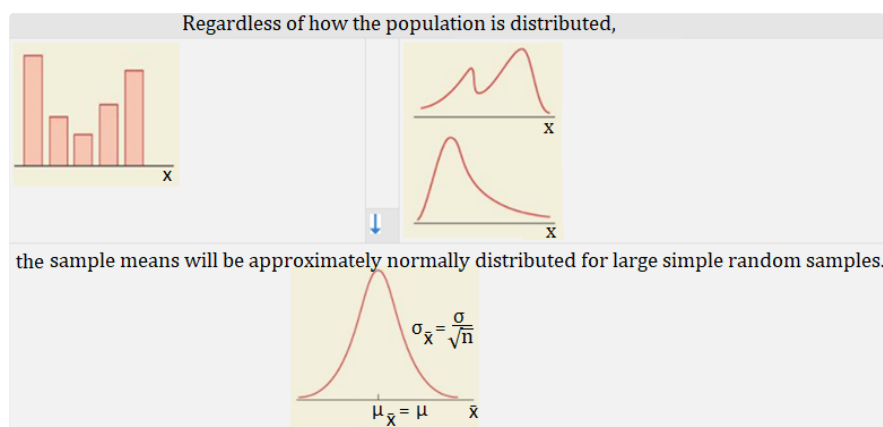 Regardless of how the population is distributed,
x
x
x
the sample means will be approximately normally distributed for large simple random samples.
σx̄ = σ/√n
μx̄ = μ x̄